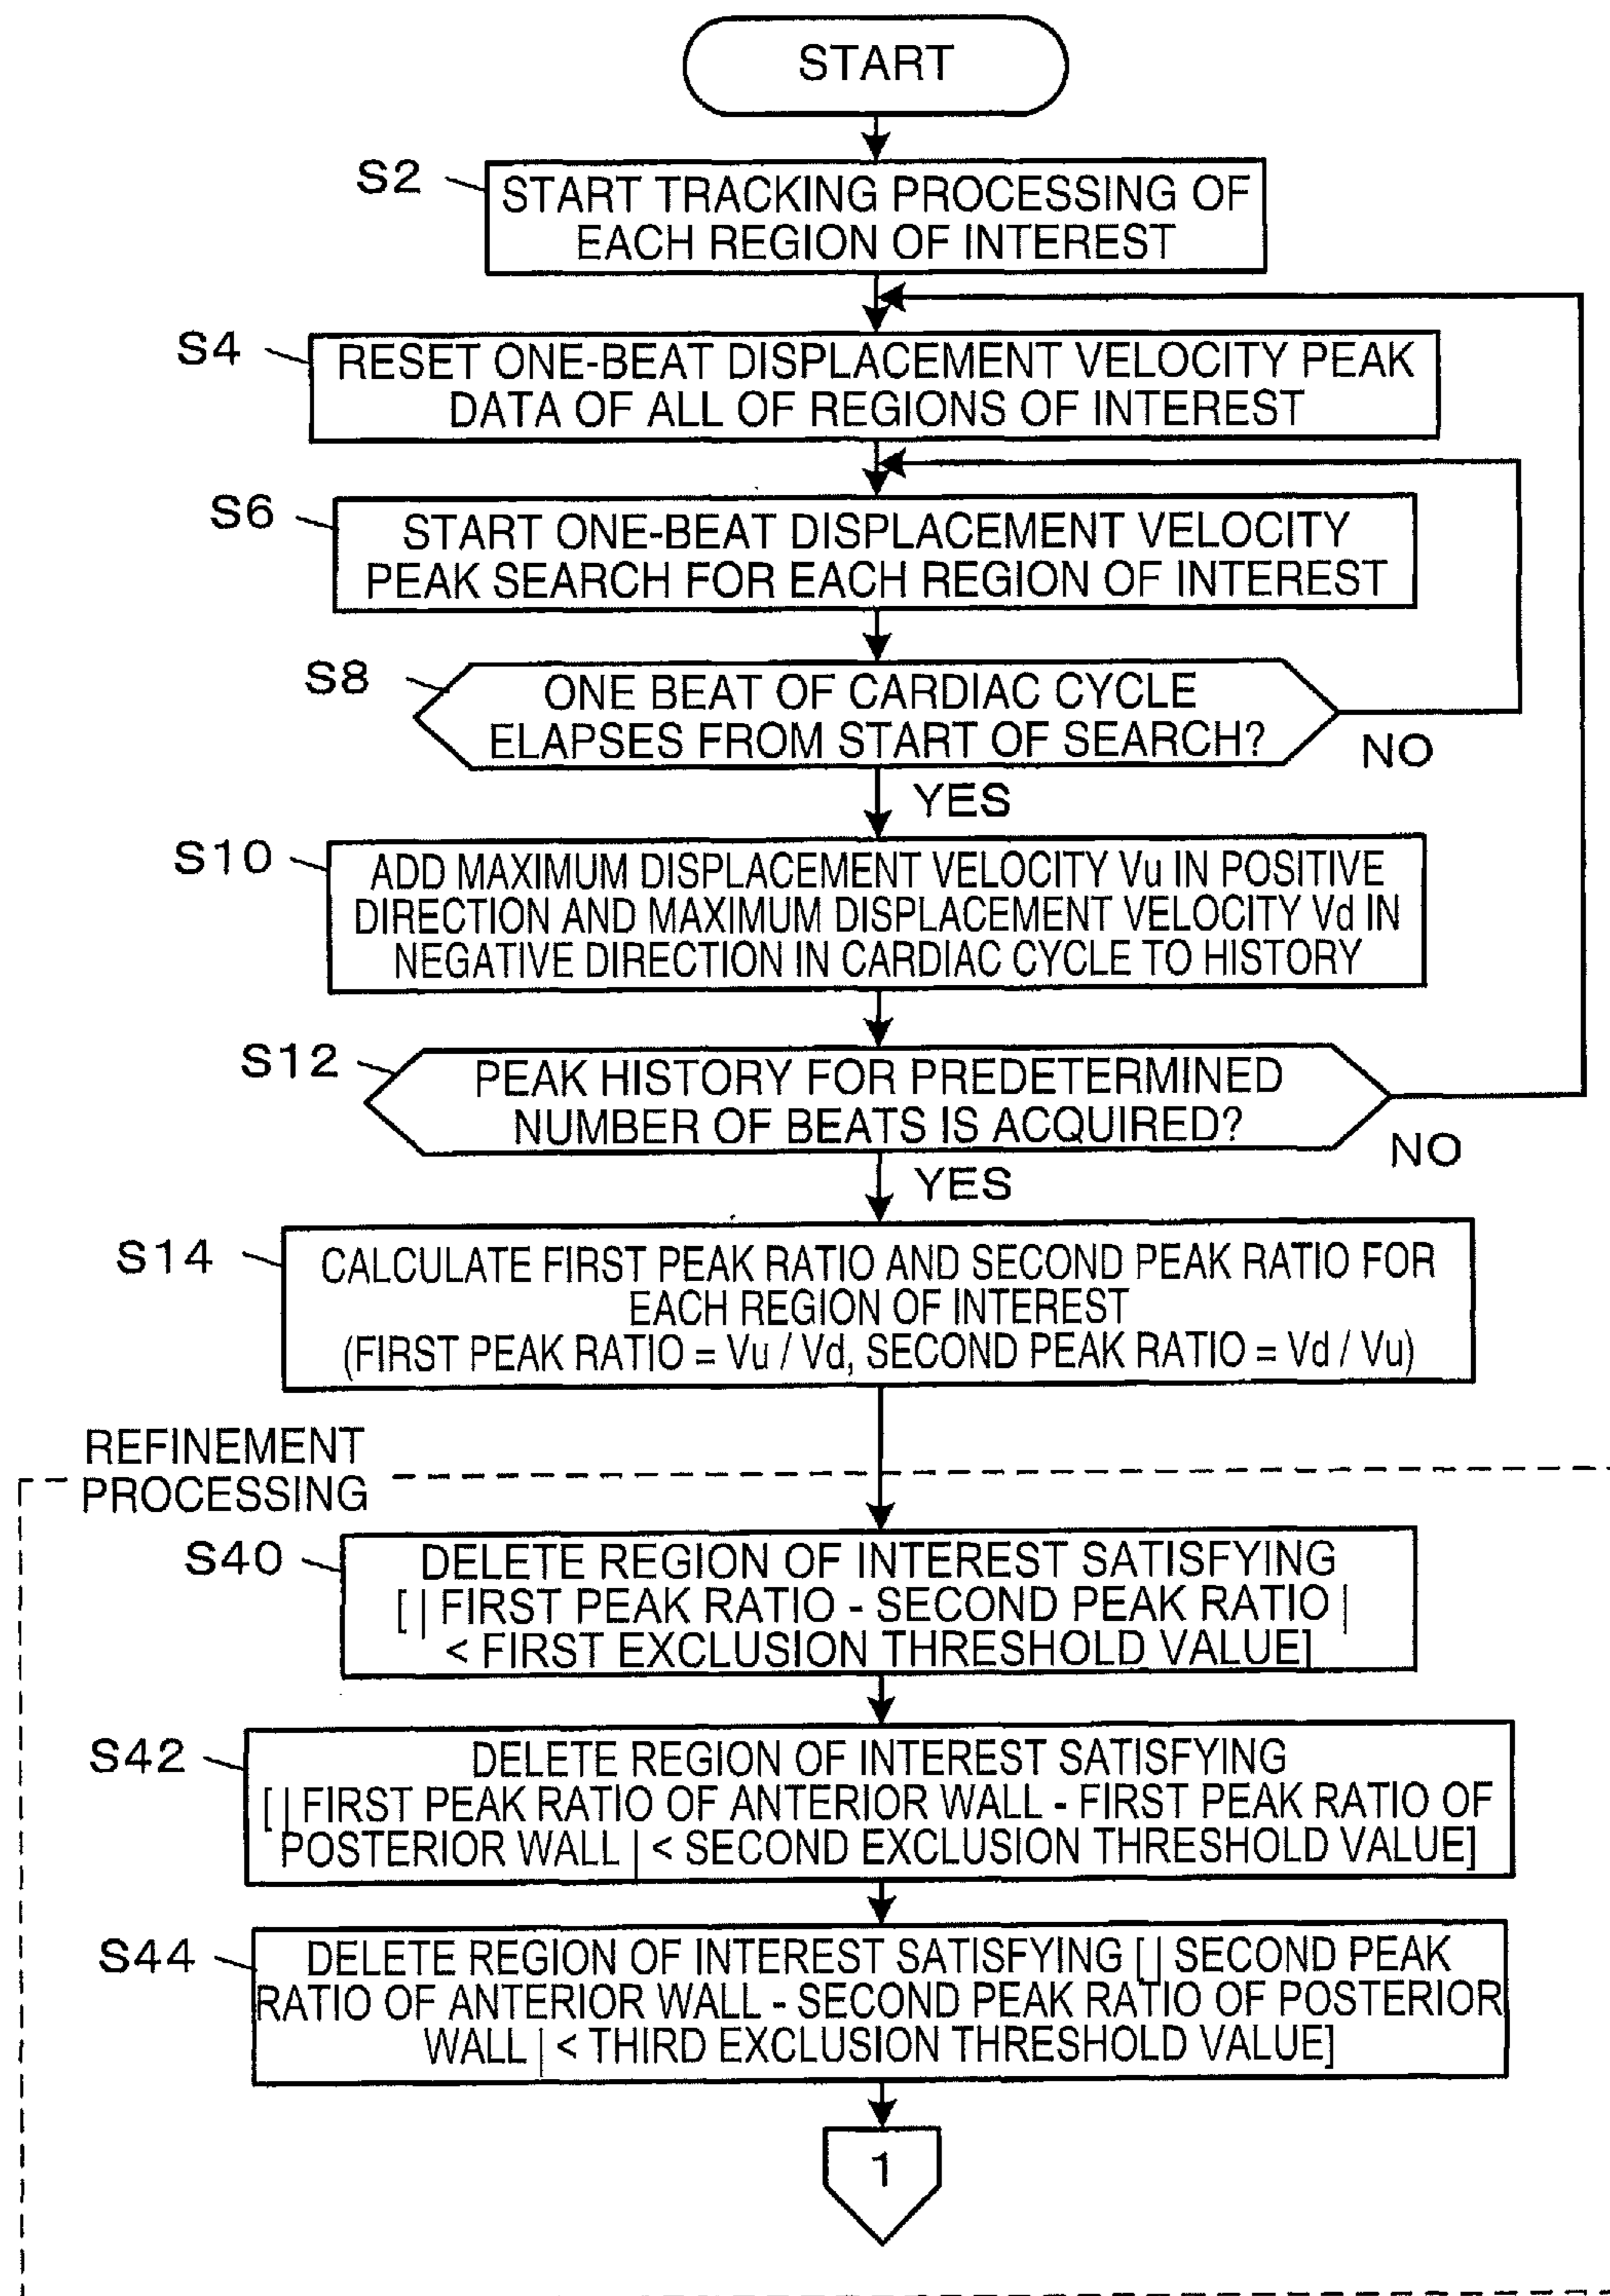 START
S2
START TRACKING PROCESSING OF
EACH REGION OF INTEREST
S4
RESET ONE-BEAT DISPLACEMENT VELOCITY PEAK
DATA OF ALL OF REGIONS OF INTEREST
S6
START ONE-BEAT DISPLACEMENT VELOCITY
PEAK SEARCH FOR EACH REGION OF INTEREST
S8
ONE BEAT OF CARDIAC CYCLE
ELAPSES FROM START OF SEARCH?
NO
YES
S10
ADD MAXIMUM DISPLACEMENT VELOCITY Vu IN POSITIVE
DIRECTION AND MAXIMUM DISPLACEMENT VELOCITY Vd IN
NEGATIVE DIRECTION IN CARDIAC CYCLE TO HISTORY
S12
PEAK HISTORY FOR PREDETERMINED
NUMBER OF BEATS IS ACQUIRED?
NO
YES
S14
CALCULATE FIRST PEAK RATIO AND SECOND PEAK RATIO FOR
EACH REGION OF INTEREST
(FIRST PEAK RATIO = Vu / Vd, SECOND PEAK RATIO = Vd / Vu)
REFINEMENT
PROCESSING
S40
DELETE REGION OF INTEREST SATISFYING
[ | FIRST PEAK RATIO - SECOND PEAK RATIO |
< FIRST EXCLUSION THRESHOLD VALUE]
S42
DELETE REGION OF INTEREST SATISFYING
[ | FIRST PEAK RATIO OF ANTERIOR WALL - FIRST PEAK RATIO OF
POSTERIOR WALL | < SECOND EXCLUSION THRESHOLD VALUE]
S44
DELETE REGION OF INTEREST SATISFYING [ | SECOND PEAK
RATIO OF ANTERIOR WALL - SECOND PEAK RATIO OF POSTERIOR
WALL | < THIRD EXCLUSION THRESHOLD VALUE]
1